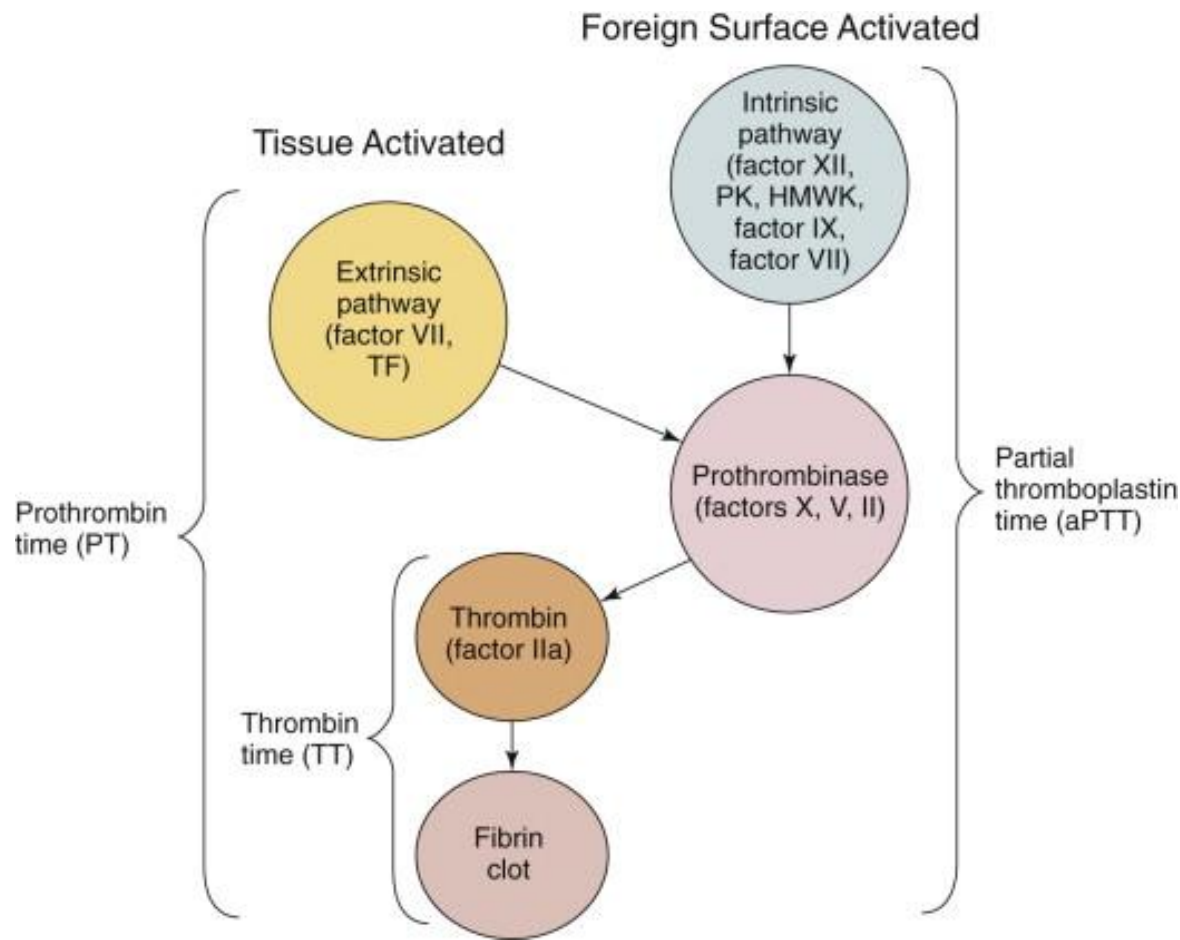 Foreign Surface Activated
Intrinsic
pathway
(factor XII,
PK, HMWK,
factor IX,
factor VII)
Tissue Activated
Extrinsic
pathway
(factor VII,
TF)
Prothrombinase
(factors X, V, II)
Partial
thromboplastin
time (aPTT)
Prothrombin
time (PT)
Thrombin
(factor IIa)
Thrombin
time (TT)
Fibrin
clot